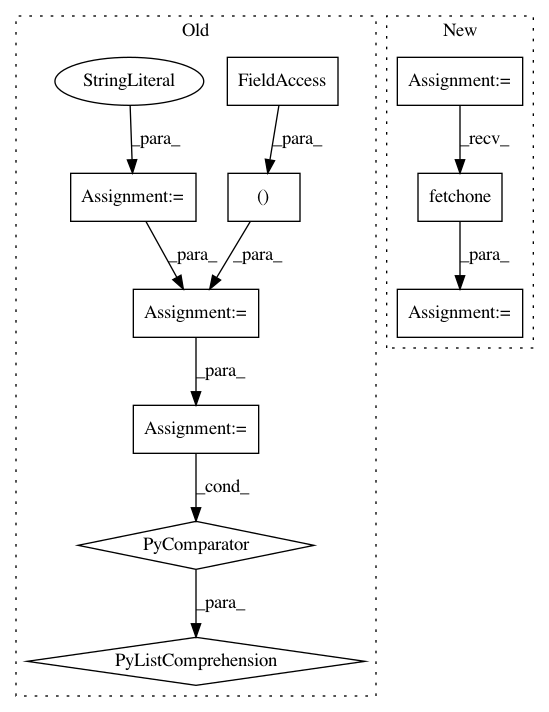 Old
New
StringLiteral
FieldAccess
Assignment:=
_para_
_para_
_recv_
Assignment:=
()
fetchone
_para_
_para_
_para_
Assignment:=
Assignment:=
_para_
Assignment:=
_cond_
PyComparator
_para_
PyListComprehension